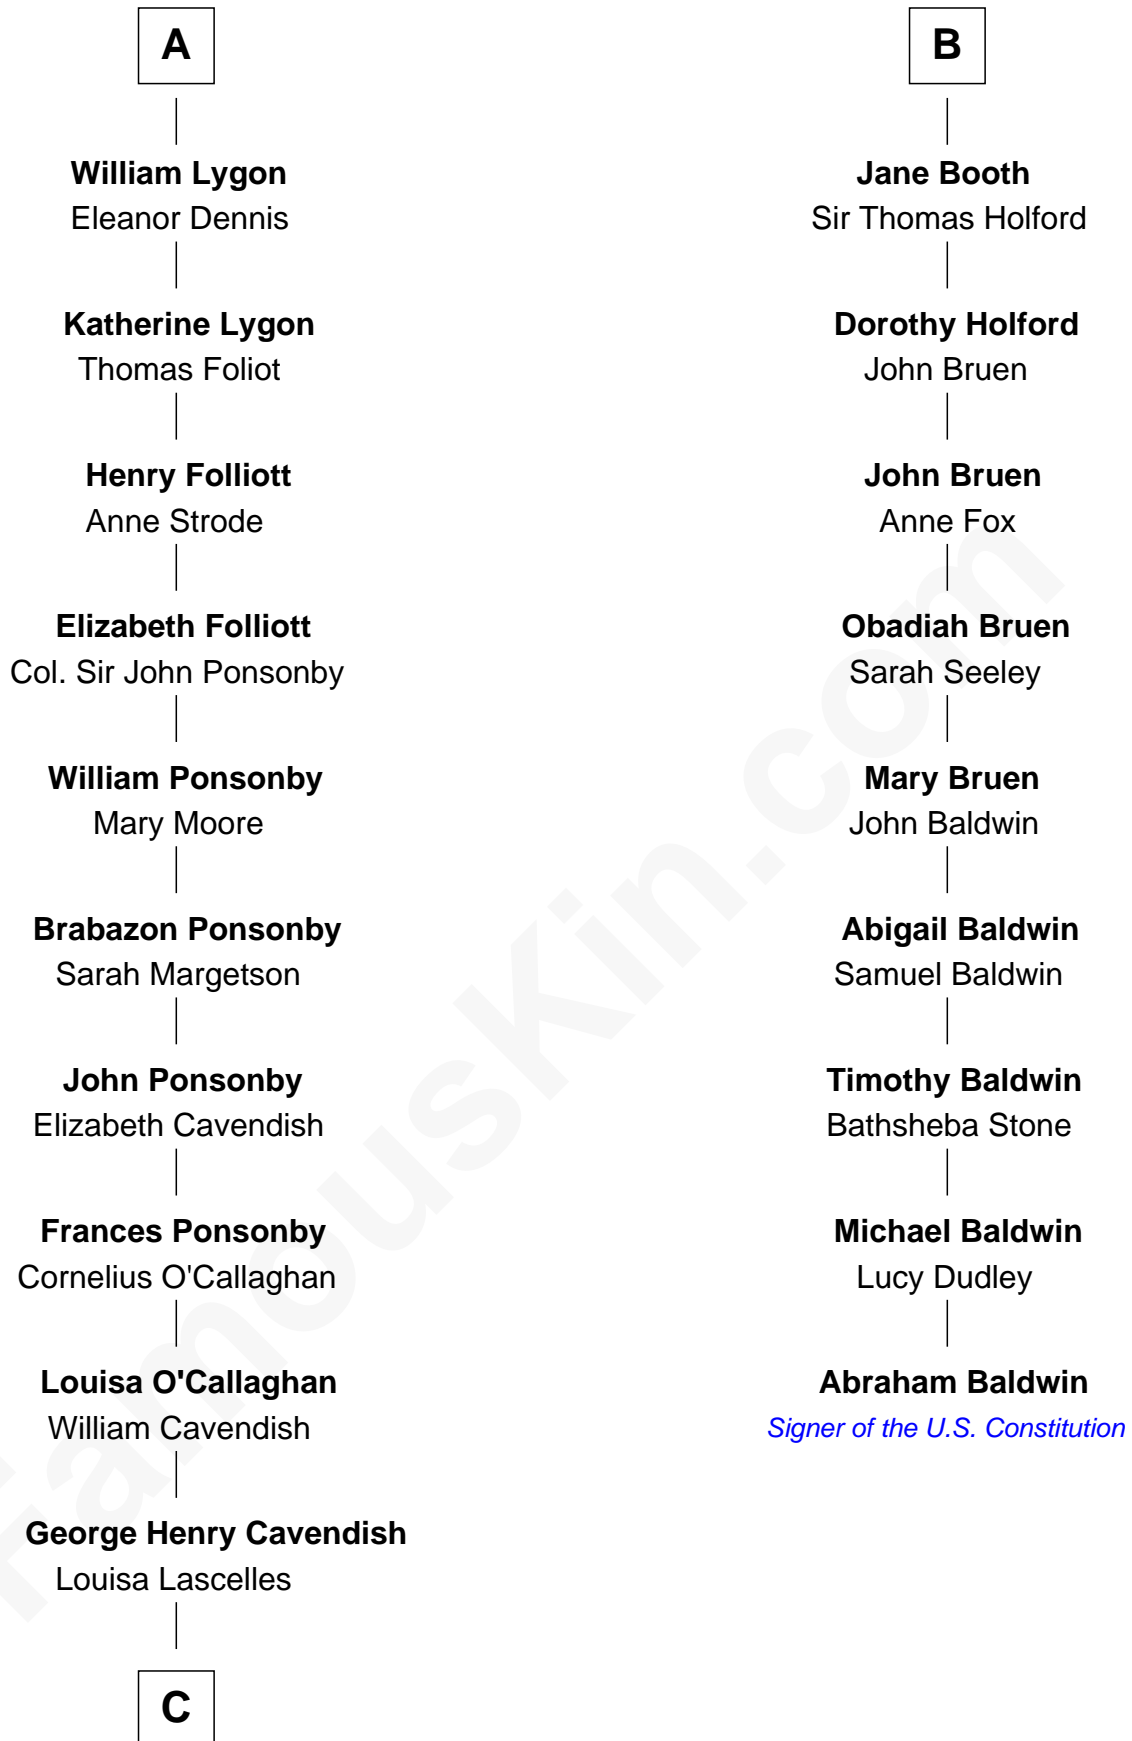 A
William Lygon
Eleanor Dennis
Katherine Lygon
Thomas Foliot
Henry Folliott
Anne Strode
Elizabeth Folliott
Col. Sir John Ponsonby
William Ponsonby
Mary Moore
Brabazon Ponsonby
Sarah Margetson
John Ponsonby
Elizabeth Cavendish
Frances Ponsonby
Cornelius O'Callaghan
Louisa O'Callaghan
William Cavendish
George Henry Cavendish
Louisa Lascelles
C
B
Jane Booth
Sir Thomas Holford
Dorothy Holford
John Bruen
John Bruen
Anne Fox
Obadiah Bruen
Sarah Seeley
Mary Bruen
John Baldwin
Abigail Baldwin
Samuel Baldwin
Timothy Baldwin
Bathsheba Stone
Michael Baldwin
Lucy Dudley
Abraham Baldwin
Signer of the U.S. Constitution
FamousKin.com